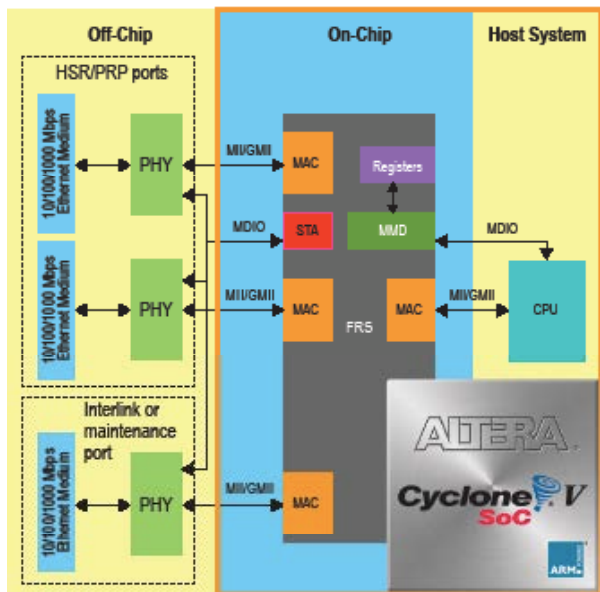 Off-Chip
On-Chip
Host System
HSR/PRP ports
10/100/1000 Mbps
Ethernet Medium
PHY
MII/GMII
MAC
Registers
MDIO
STA
MMD
MDIO
10/100/1000 Mbps
Ethernet Medium
PHY
MII/GMII
MAC
FRS
MAC
MII/GMII
CPU
Interlink or
maintenance
port
10/100/1000 Mbps
Ethernet Medium
PHY
MII/GMII
MAC
ALTERA
Cyclone V
SoC
ARM